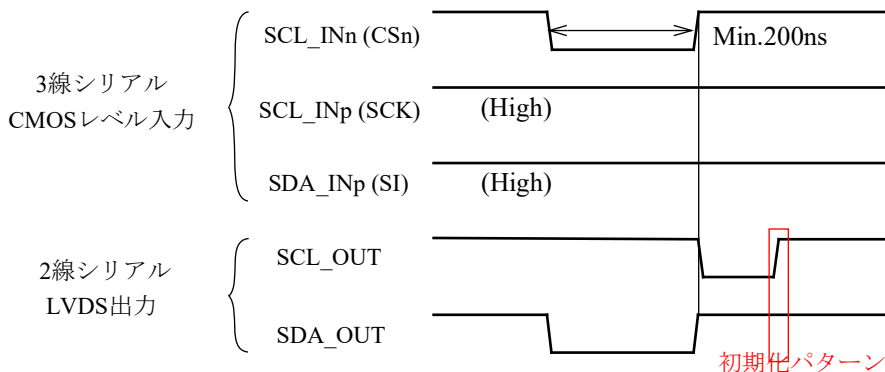 SCL_INn (CSn)
Min.200ns
3線シリアル
CMOSレベル入力
SCL_INp (SCK)
(High)
SDA_INp (SI)
(High)
2線シリアル
LVDS出力
SCL_OUT
SDA_OUT
初期化パターン